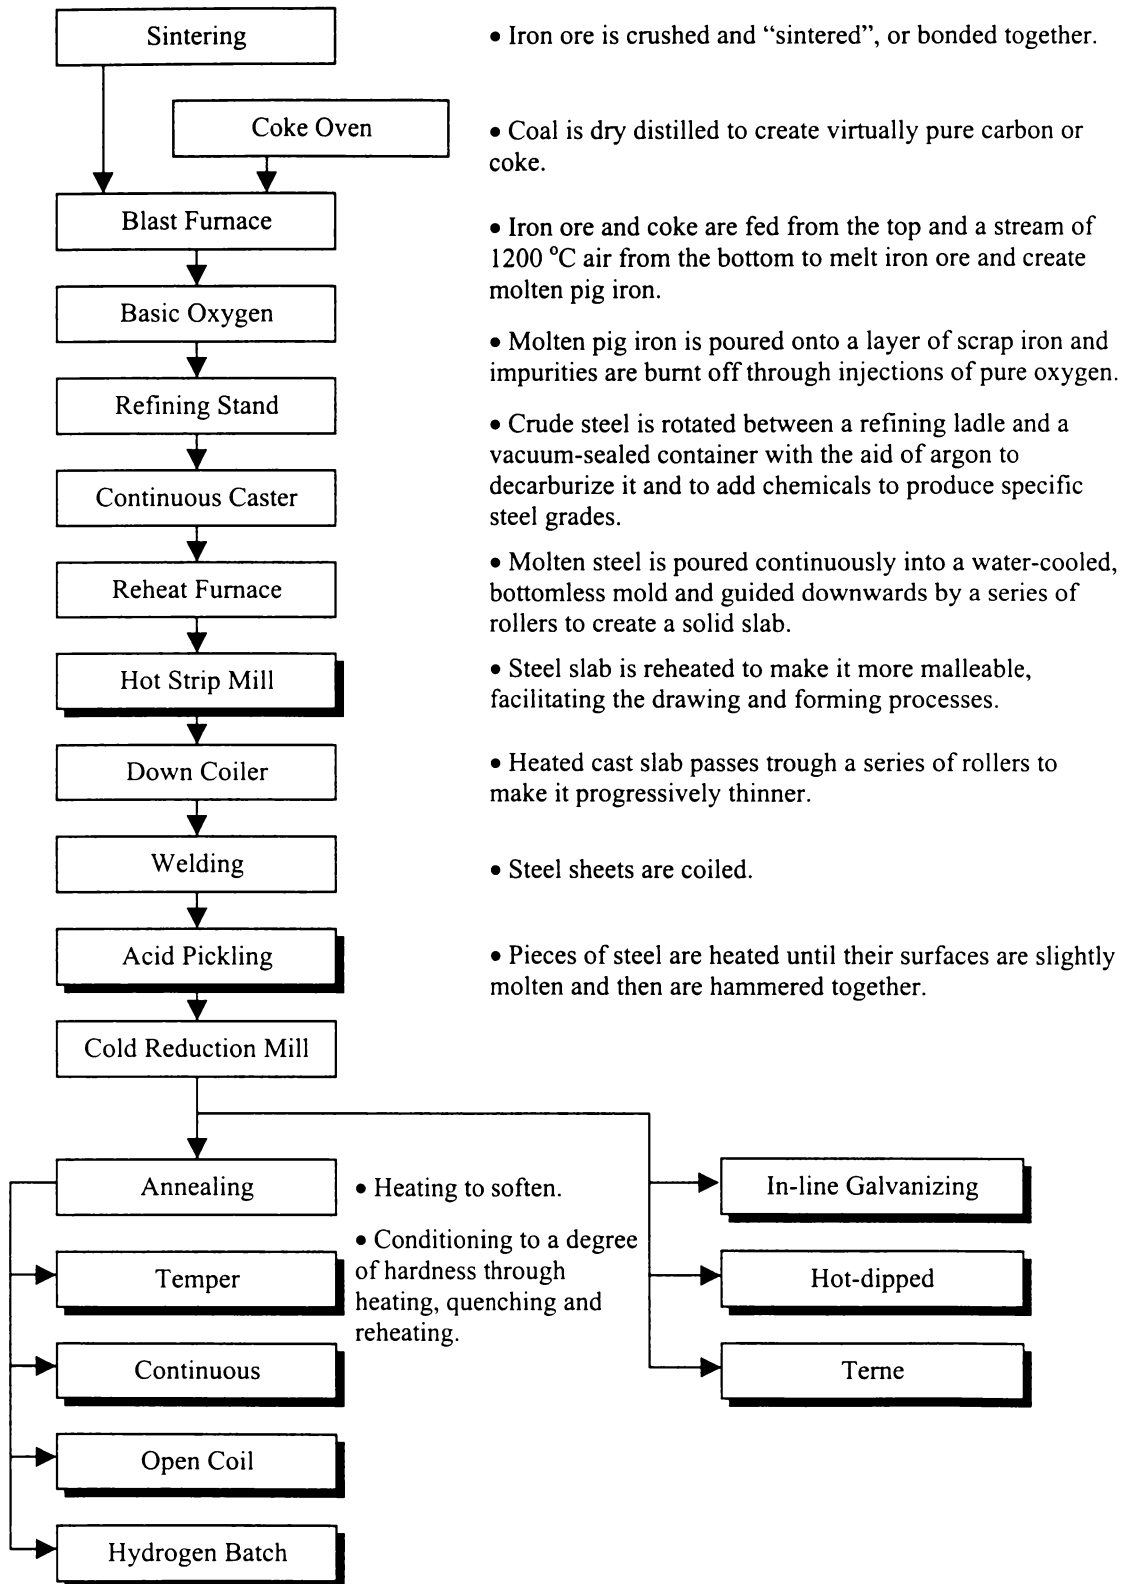 Sintering
• Iron ore is crushed and “sintered”, or bonded together.
Coke Oven
• Coal is dry distilled to create virtually pure carbon or
coke.
Blast Furnace
• Iron ore and coke are fed from the top and a stream of
1200 °C air from the bottom to melt iron ore and create
molten pig iron.
Basic Oxygen
• Molten pig iron is poured onto a layer of scrap iron and
impurities are burnt off through injections of pure oxygen.
Refining Stand
• Crude steel is rotated between a refining ladle and a
vacuum-sealed container with the aid of argon to
decarburize it and to add chemicals to produce specific
steel grades.
Continuous Caster
• Molten steel is poured continuously into a water-cooled,
bottomless mold and guided downwards by a series of
rollers to create a solid slab.
Reheat Furnace
• Steel slab is reheated to make it more malleable,
facilitating the drawing and forming processes.
Hot Strip Mill
• Heated cast slab passes trough a series of rollers to
make it progressively thinner.
Down Coiler
• Steel sheets are coiled.
Welding
• Pieces of steel are heated until their surfaces are slightly
molten and then are hammered together.
Acid Pickling
Cold Reduction Mill
Annealing
• Heating to soften.
In-line Galvanizing
Temper
• Conditioning to a degree
of hardness through
heating, quenching and
reheating.
Hot-dipped
Continuous
Terne
Open Coil
Hydrogen Batch